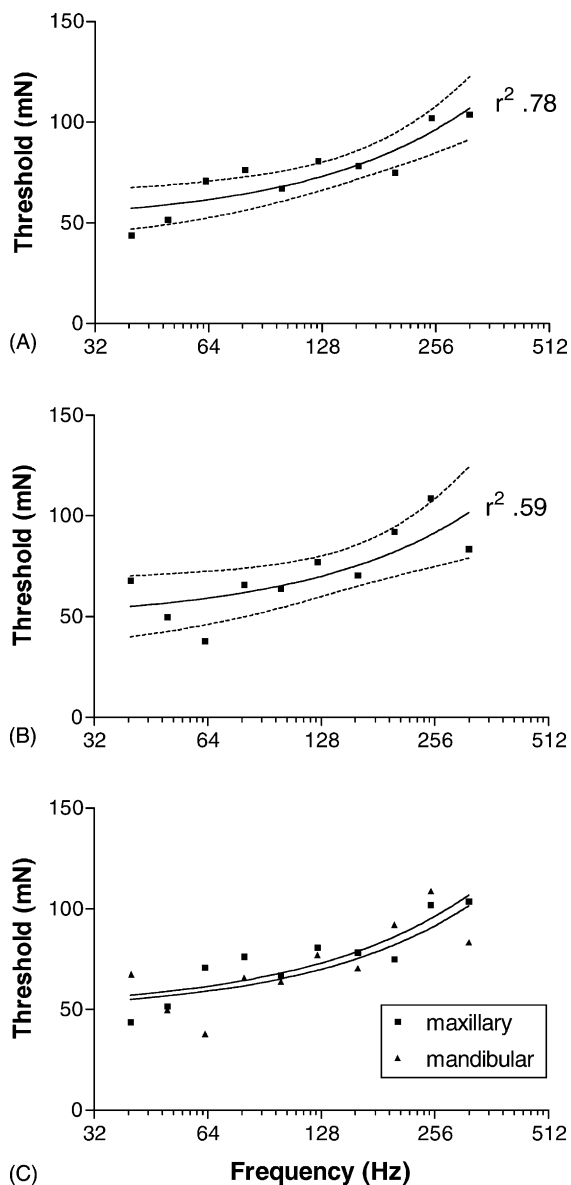 150
100
50
0
Threshold (mN)
r² .78
32 64 128 256 512
(A)
150
100
50
0
Threshold (mN)
r² .59
32 64 128 256 512
(B)
150
100
50
0
Threshold (mN)
maxillary
mandibular
32 64 128 256 512
(C)
Frequency (Hz)